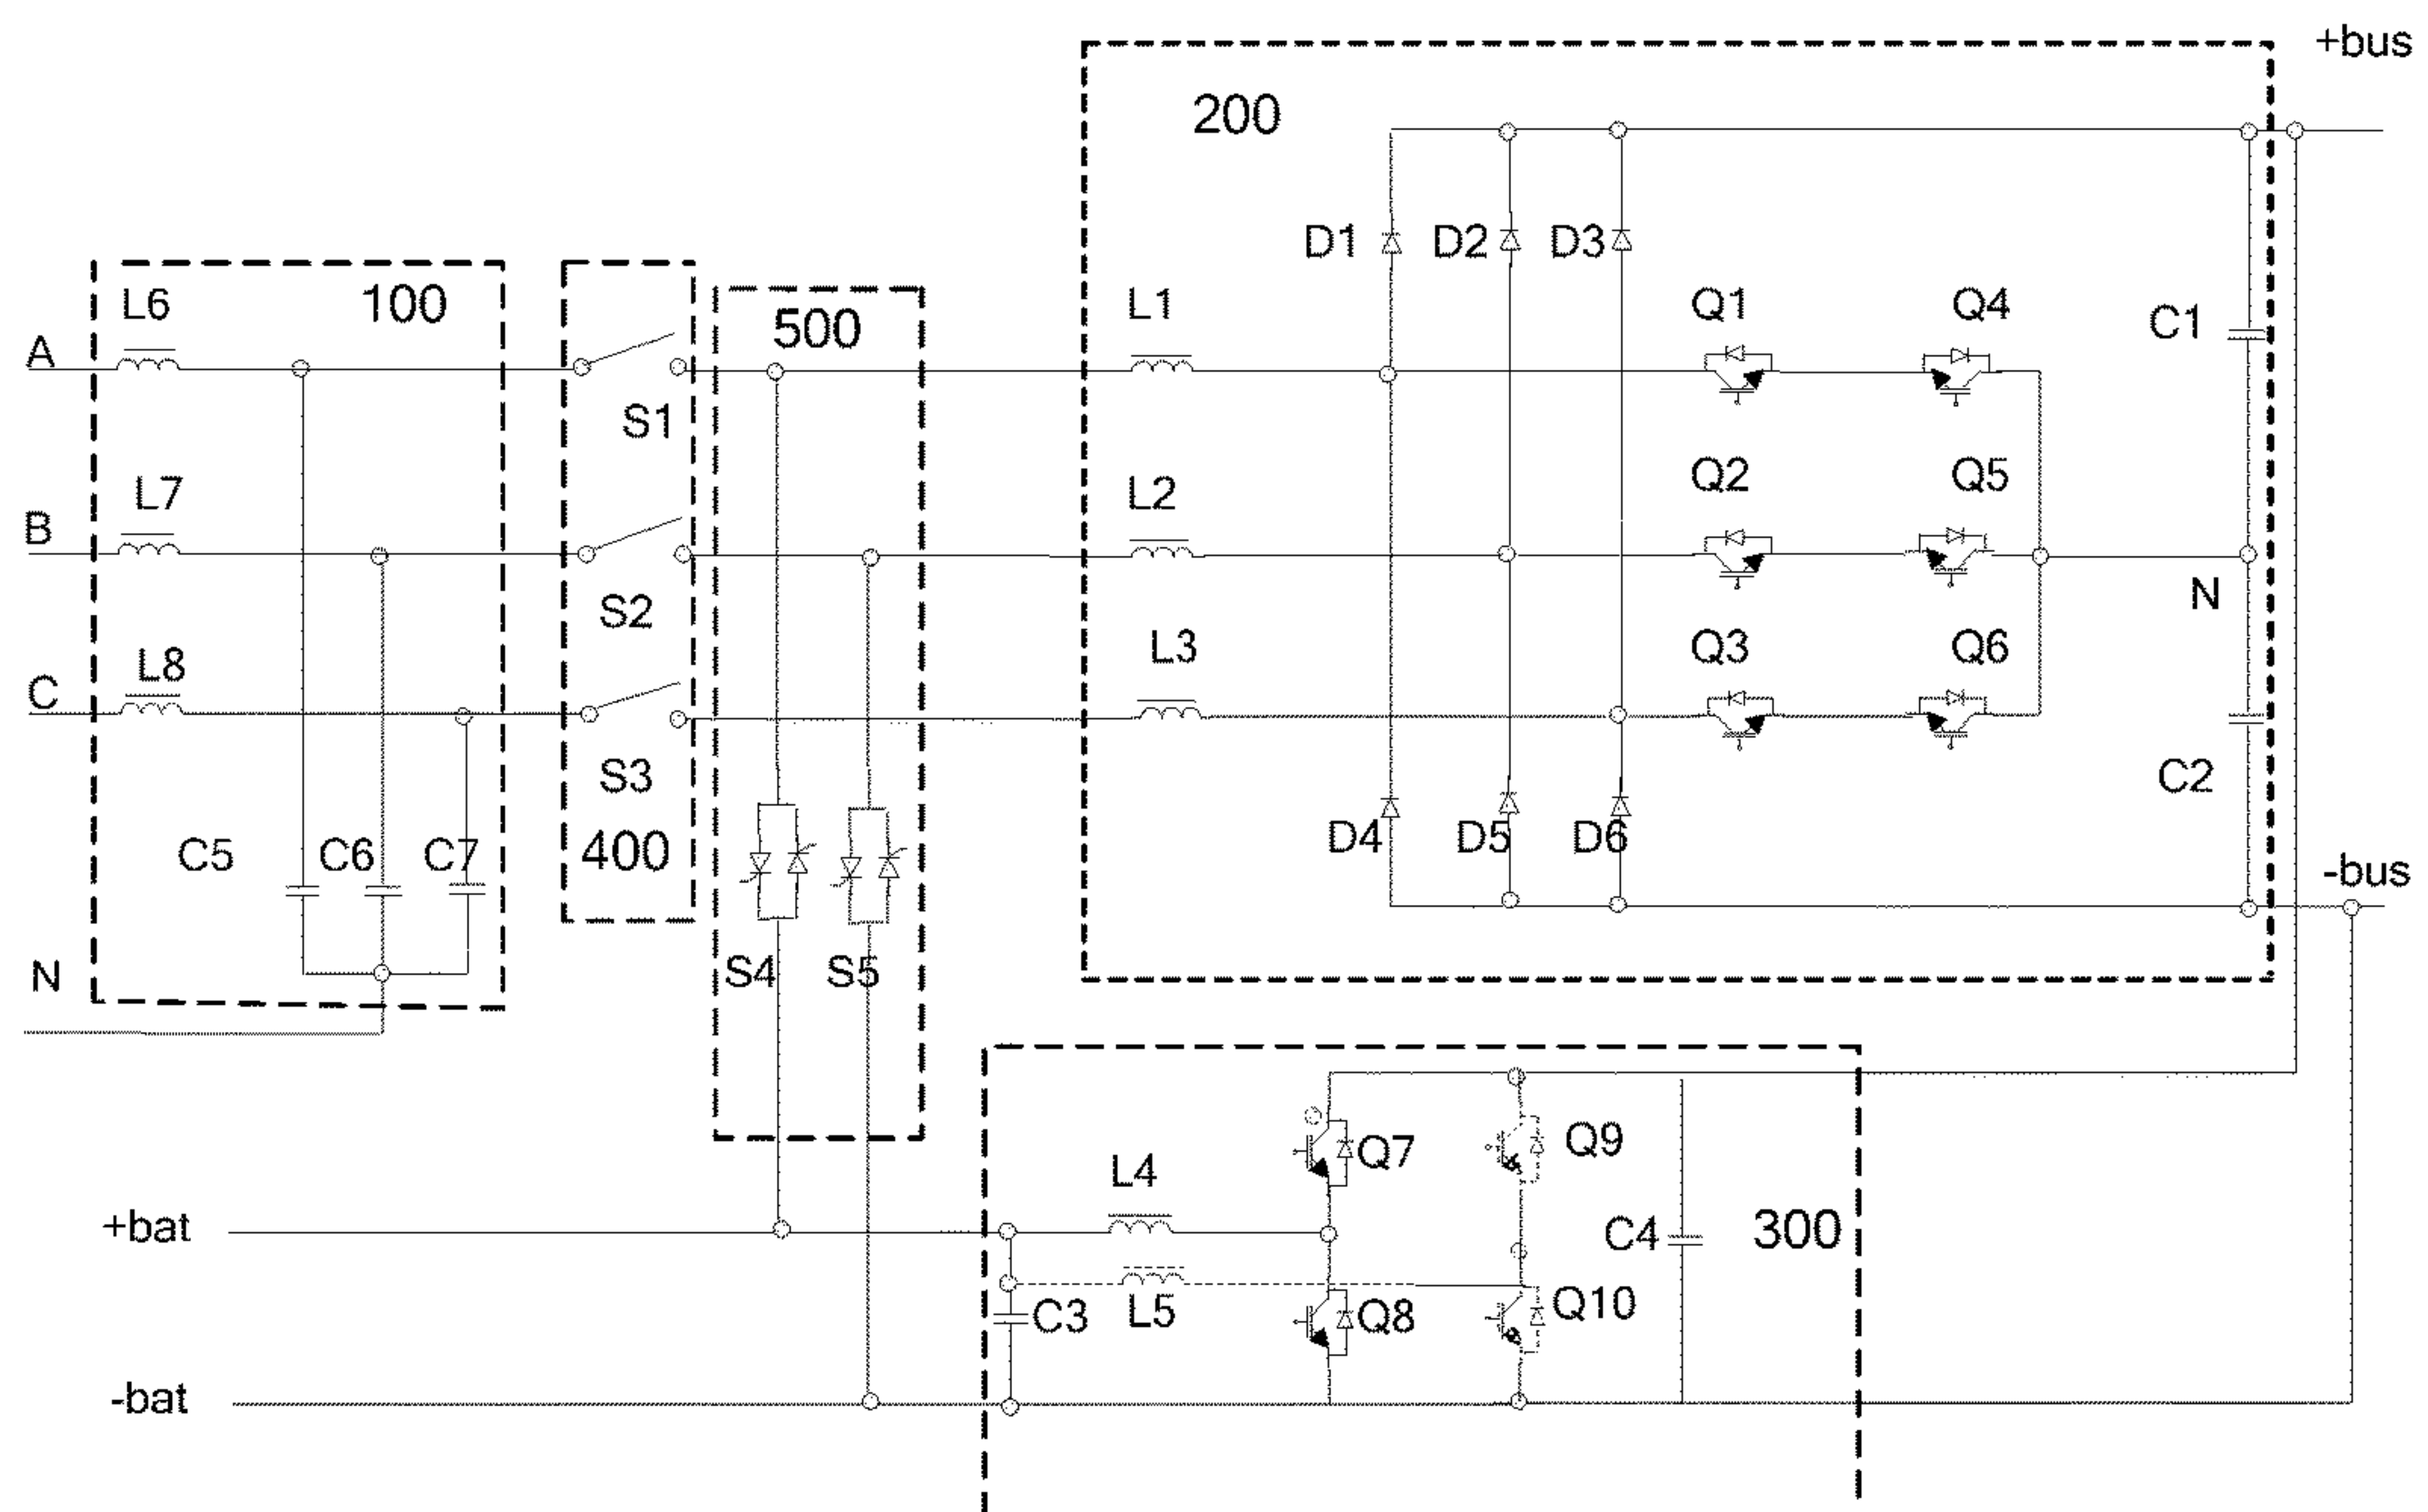 +bus
200
D1 D2 D3
L6 100
L1 Q1 Q4 C1
500
A
S1
L7 L2 Q2 Q5
B
S2 N
L8 L3 Q3 Q6
C
S3 C2
C5 C6 C7 400 D4 D5 D6
-bus
N S4 S5
Q7 Q9
L4
+bat C4 300
C3 L5 Q8 Q10
-bat